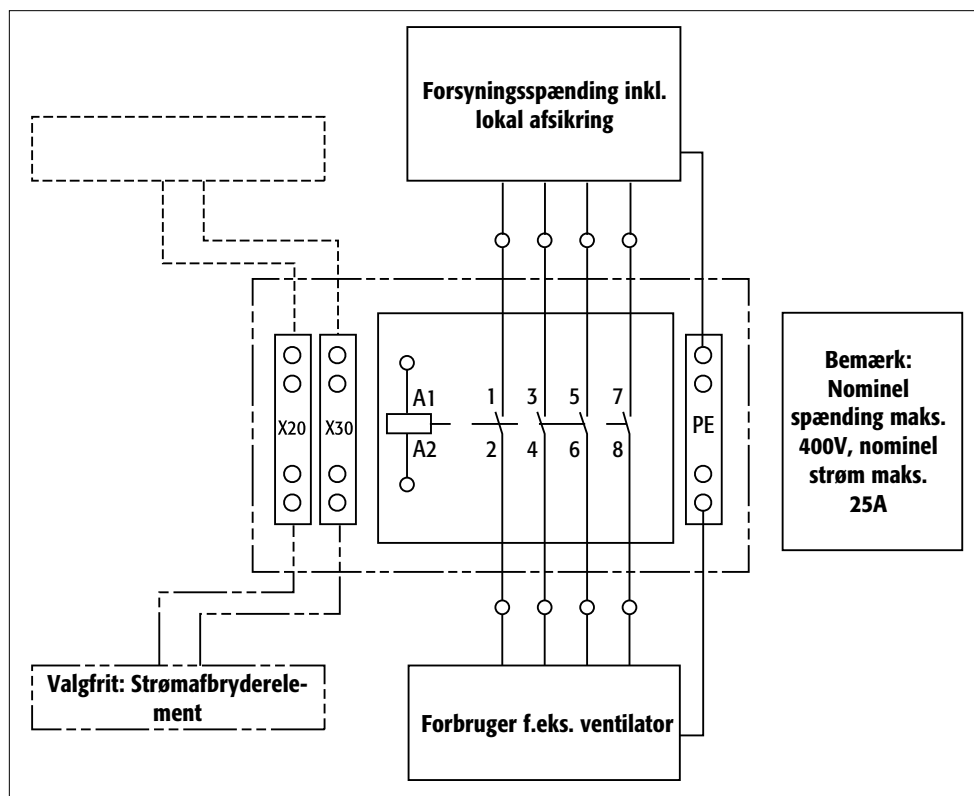 Forsyningsspænding inkl.
lokal afsikring
A1
A2
1
3
5
7
2
4
6
8
X20
X30
PE
Bemærk:
Nominel
spænding maks.
400V, nominel
strøm maks.
25A
Valgfrit: Strømafbryderele-
ment
Forbruger f.eks. ventilator